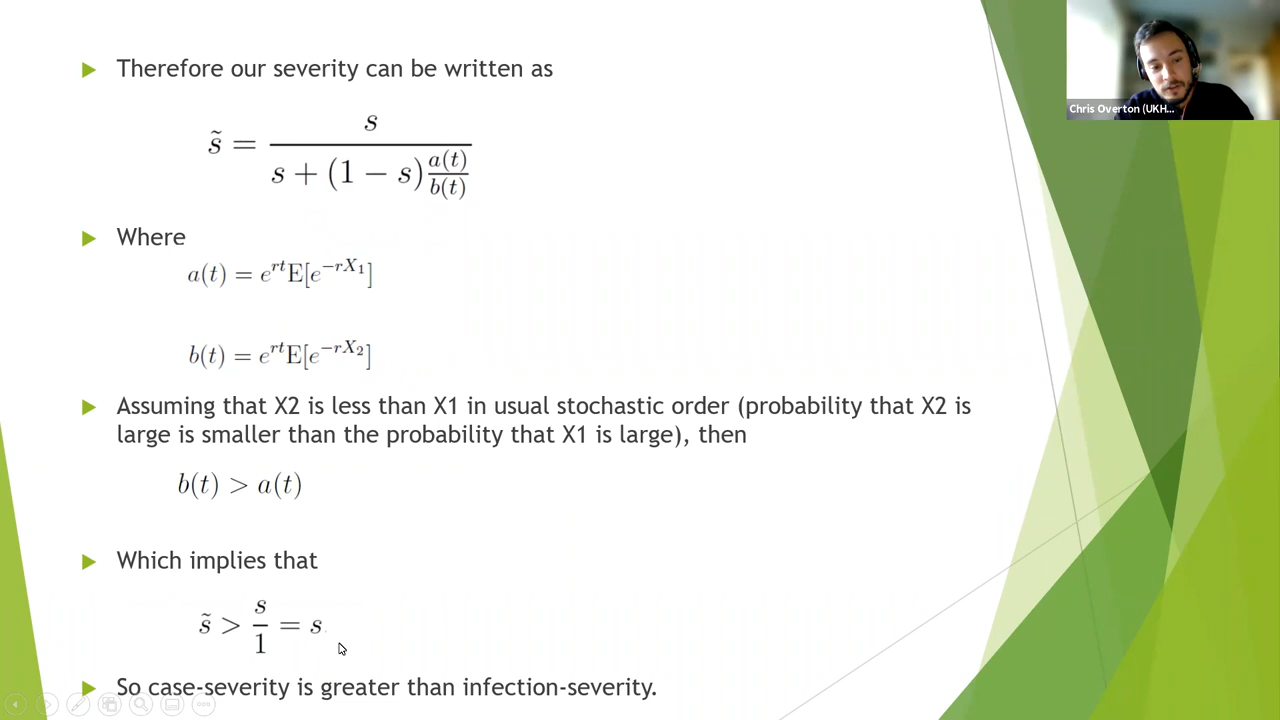 Therefore our severity can be written as
s̃ = s / (s + (1 − s) a(t)/b(t))
Where
a(t) = e^{rt}E[e^{−rX₁}]
b(t) = e^{rt}E[e^{−rX₂}]
Assuming that X2 is less than X1 in usual stochastic order (probability that X2 is
large is smaller than the probability that X1 is large), then
b(t) > a(t)
Which implies that
s̃ > s/1 = s
So case-severity is greater than infection-severity.
Chris Overton (UKH...